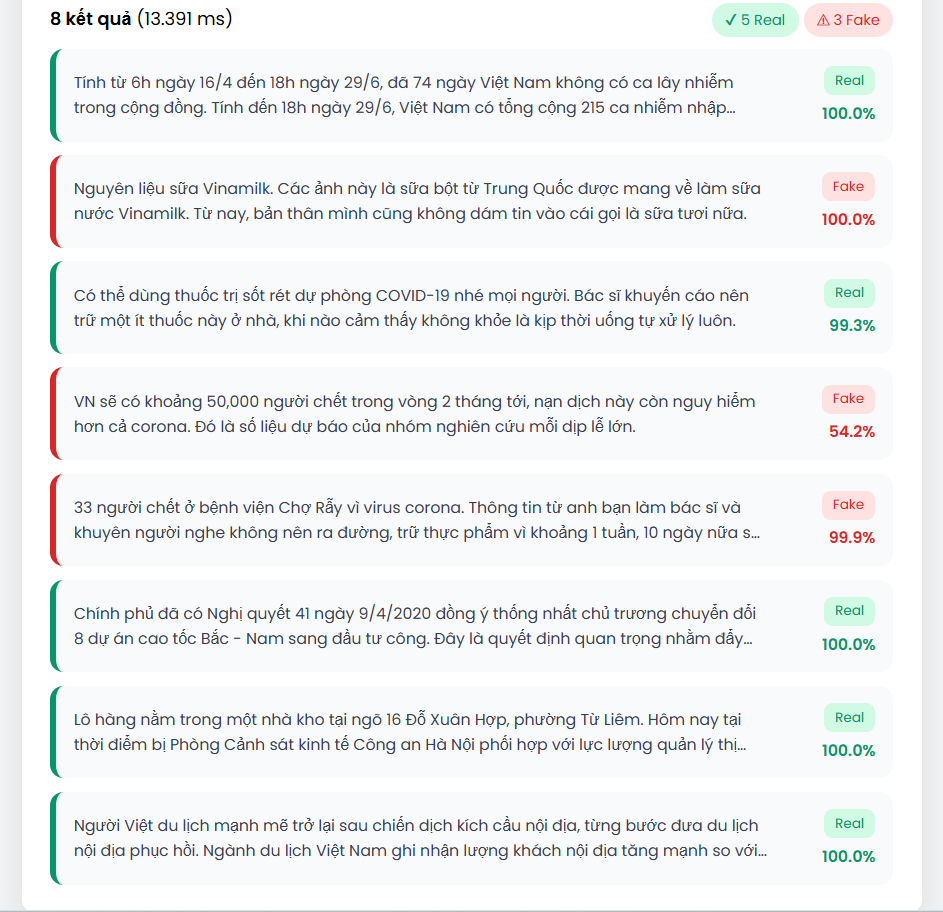 8 kết quả (13.391 ms)
✓ 5 Real
⚠ 3 Fake
Tính từ 6h ngày 16/4 đến 18h ngày 29/6, đã 74 ngày Việt Nam không có ca lây nhiễm
trong cộng đồng. Tính đến 18h ngày 29/6, Việt Nam có tổng cộng 215 ca nhiễm nhập...
Real
100.0%
Nguyên liệu sữa Vinamilk. Các ảnh này là sữa bột từ Trung Quốc được mang về làm sữa
nước Vinamilk. Từ nay, bản thân mình cũng không dám tin vào cái gọi là sữa tươi nữa.
Fake
100.0%
Có thể dùng thuốc trị sốt rét dự phòng COVID-19 nhé mọi người. Bác sĩ khuyến cáo nên
trữ một ít thuốc này ở nhà, khi nào cảm thấy không khỏe là kịp thời uống tự xử lý luôn.
Real
99.3%
VN sẽ có khoảng 50,000 người chết trong vòng 2 tháng tới, nạn dịch này còn nguy hiểm
hơn cả corona. Đó là số liệu dự báo của nhóm nghiên cứu mỗi dịp lễ lớn.
Fake
54.2%
33 người chết ở bệnh viện Chợ Rẫy vì virus corona. Thông tin từ anh bạn làm bác sĩ và
khuyên người nghe không nên ra đường, trữ thực phẩm vì khoảng 1 tuần, 10 ngày nữa s...
Fake
99.9%
Chính phủ đã có Nghị quyết 41 ngày 9/4/2020 đồng ý thống nhất chủ trương chuyển đổi
8 dự án cao tốc Bắc - Nam sang đầu tư công. Đây là quyết định quan trọng nhằm đẩy...
Real
100.0%
Lô hàng nằm trong một nhà kho tại ngõ 16 Đỗ Xuân Hợp, phường Từ Liêm. Hôm nay tại
thời điểm bị Phòng Cảnh sát kinh tế Công an Hà Nội phối hợp với lực lượng quản lý thị...
Real
100.0%
Người Việt du lịch mạnh mẽ trở lại sau chiến dịch kích cầu nội địa, từng bước đưa du lịch
nội địa phục hồi. Ngành du lịch Việt Nam ghi nhận lượng khách nội địa tăng mạnh so với...
Real
100.0%